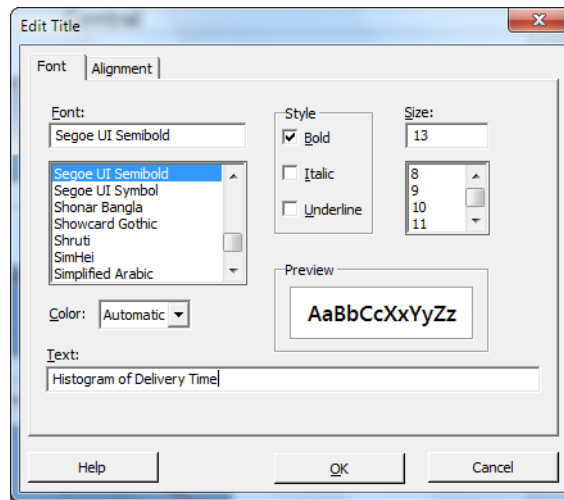 Edit Title
Font
Alignment
Font:
Segoe UI Semibold
Segoe UI Semibold
Segoe UI Symbol
Shonar Bangla
Showcard Gothic
Shruti
SimHei
Simplified Arabic
Style
Bold
Italic
Underline
Size:
13
8
9
10
11
Color:
Automatic
Preview
AaBbCcXxYyZz
Text:
Histogram of Delivery Time
Help
OK
Cancel